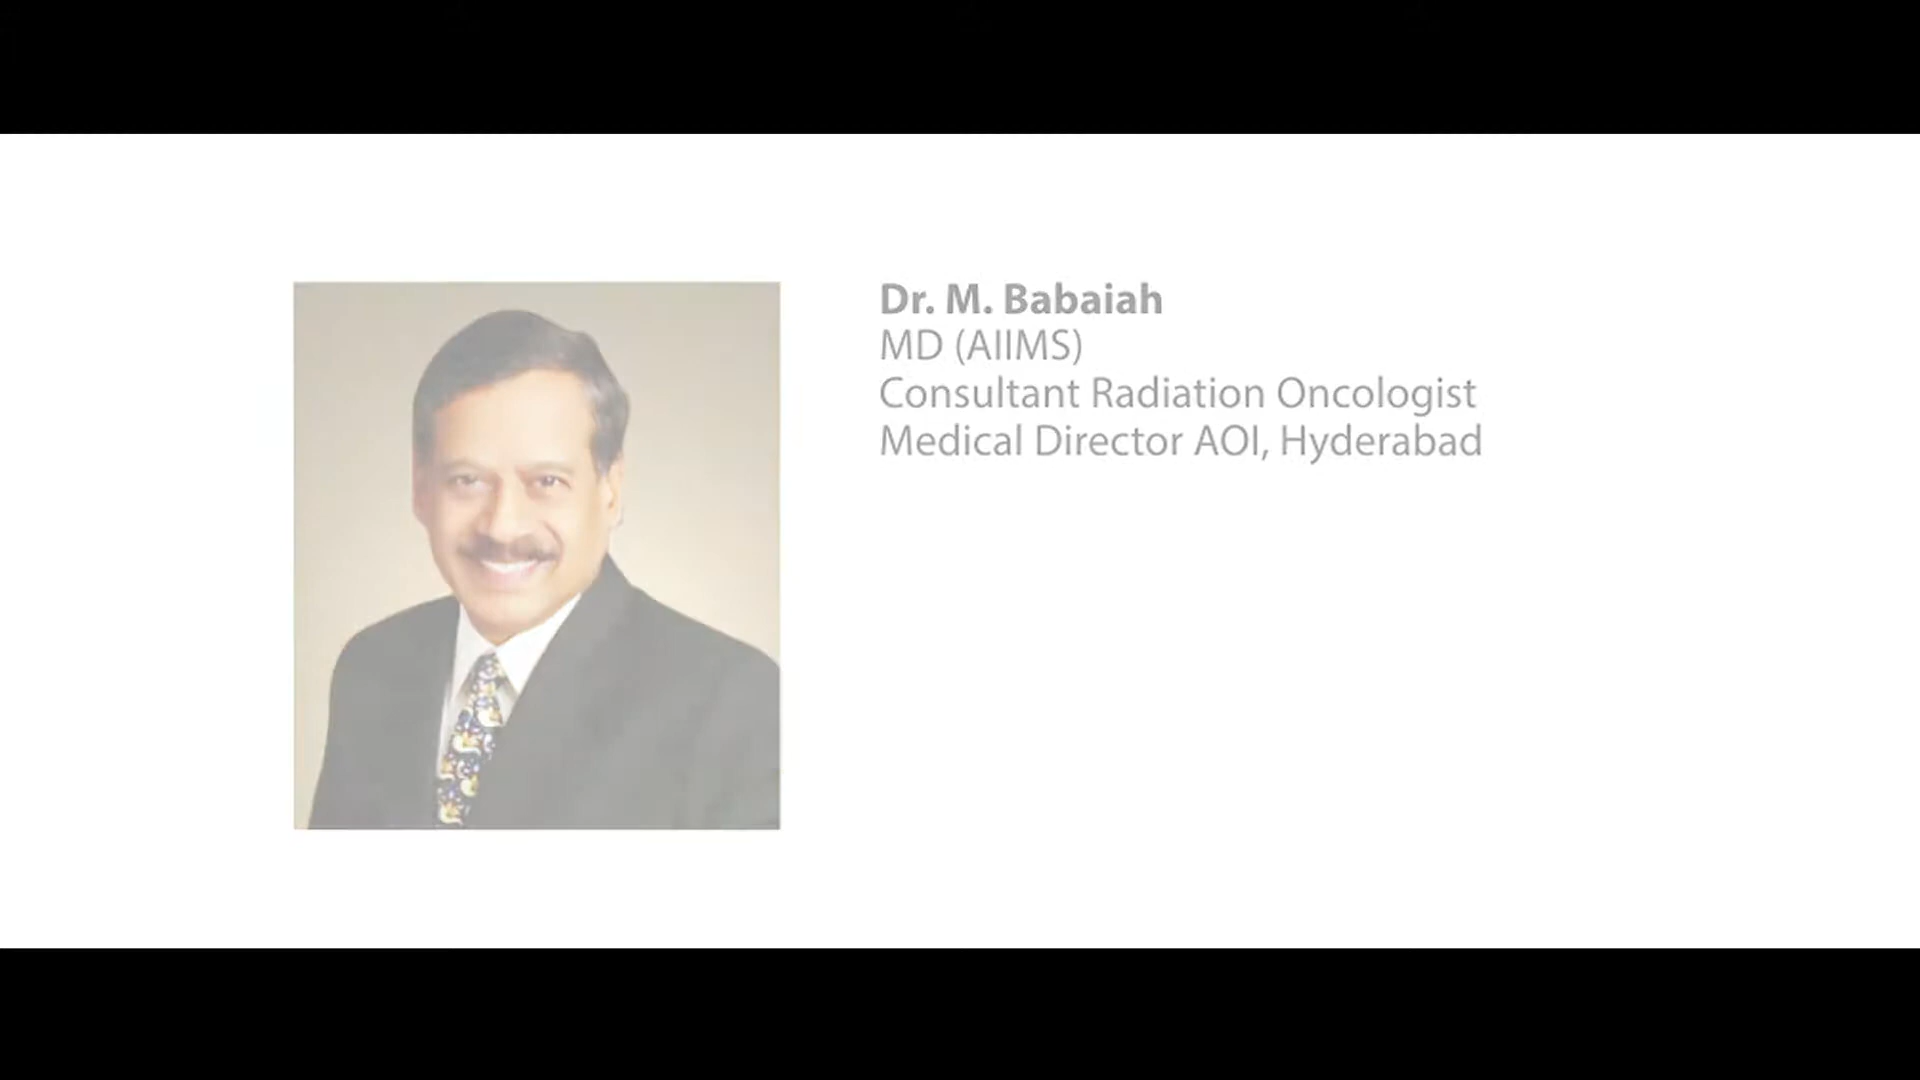 Dr. M. Babaiah
MD (AIIMS)
Consultant Radiation Oncologist
Medical Director AOI, Hyderabad